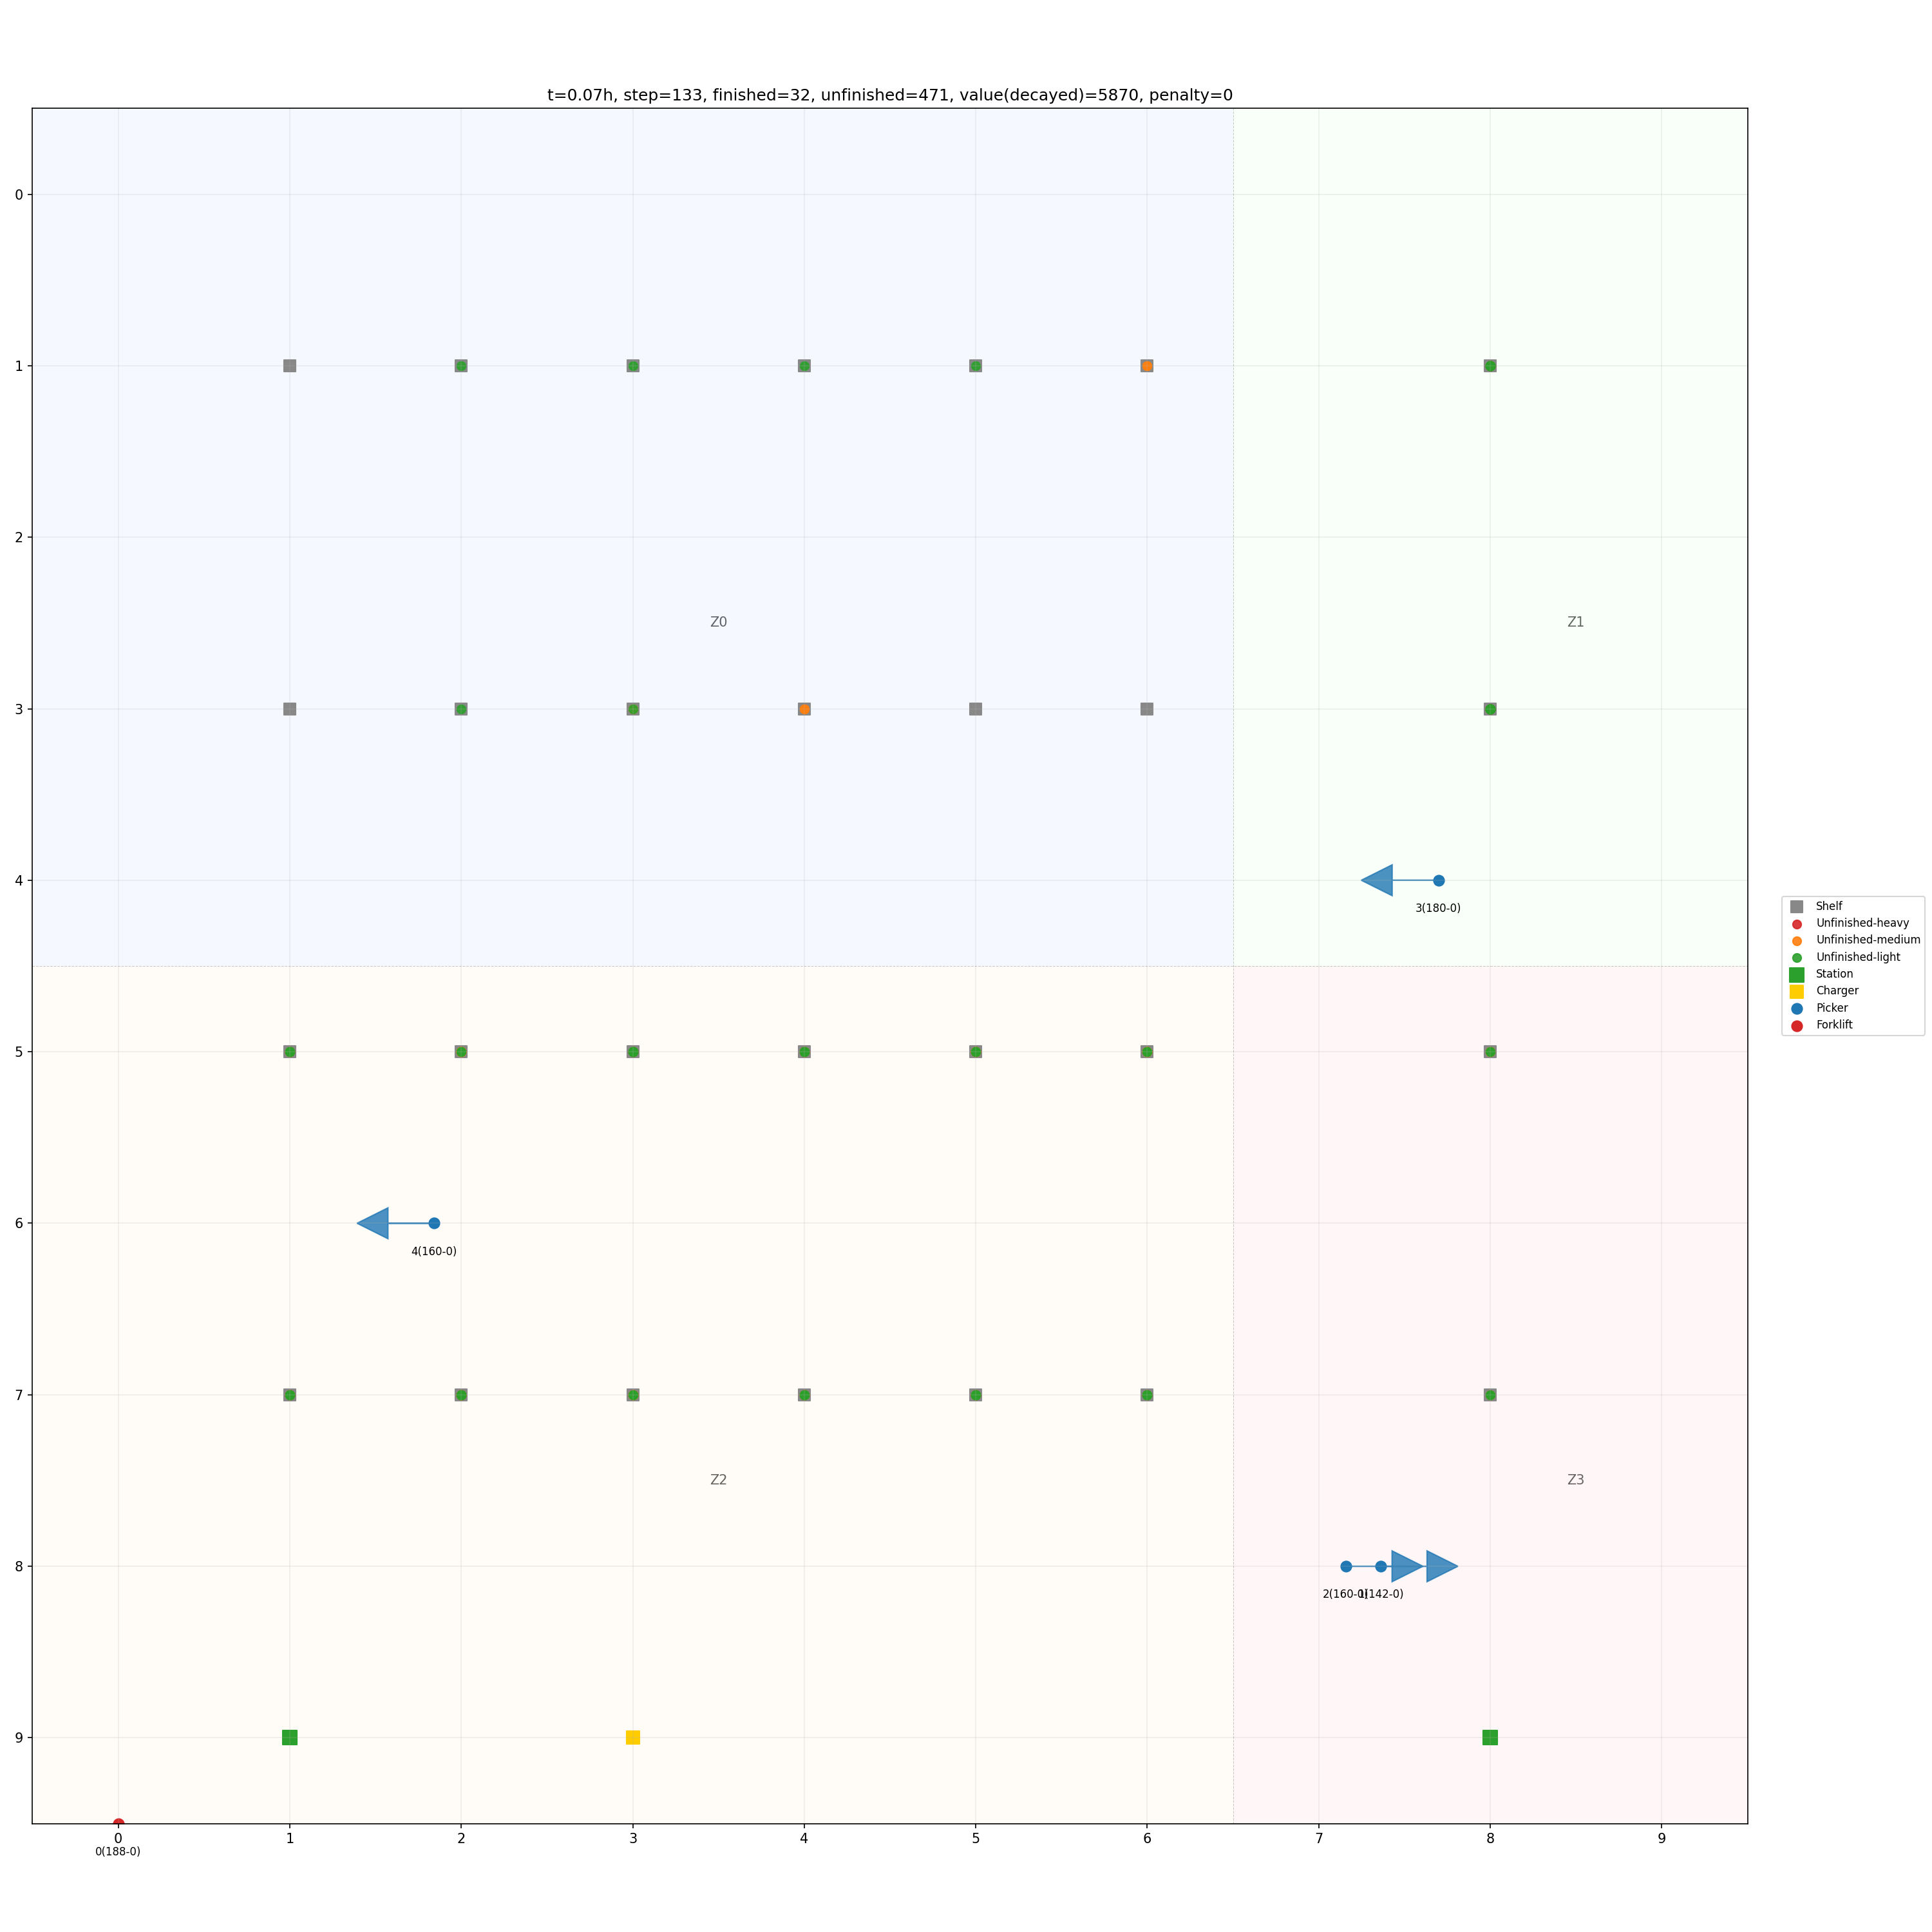 t=0.07h, step=133, finished=32, unfinished=471, value(decayed)=5870, penalty=0
0
1
2
Z0
Z1
3
4
3(180-0)
Shelf
Unfinished-heavy
Unfinished-medium
Unfinished-light
Station
Charger
Picker
Forklift
5
6
4(160-0)
7
Z2
Z3
8
2(160-0)
1(142-0)
9
0 1 2 3 4 5 6 7 8 9
0(188-0)